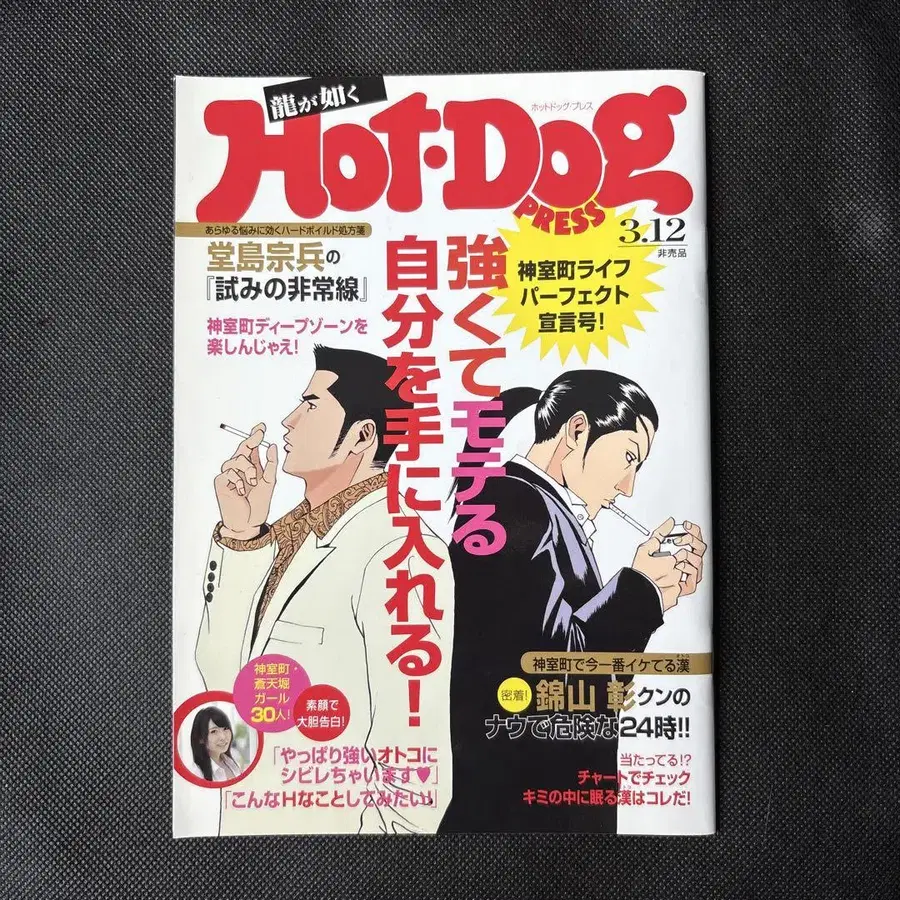 龍が如く
ホットドッグ・プレス
Hot・Dog
PRESS
3.12
非売品
あらゆる悩みに効くハードボイルド処方箋
堂島宗兵の
『試みの非常線』
神室町ディープゾーンを
楽しんじゃえ！
強くてモテる
自分を手に入れる！
神室町ライフ
パーフェクト
宣言号！
神室町で今一番イケてる漢
密着！
錦山 彰クンの
ナウで危険な24時!!
当たってる!?
チャートでチェック
キミの中に眠る漢はコレだ！
神室町・
蒼天堀
ガール
30人！
素顔で
大胆告白！
「やっぱり強いオトコに
シビレちゃいます♥」
「こんなHなことしてみたい！」